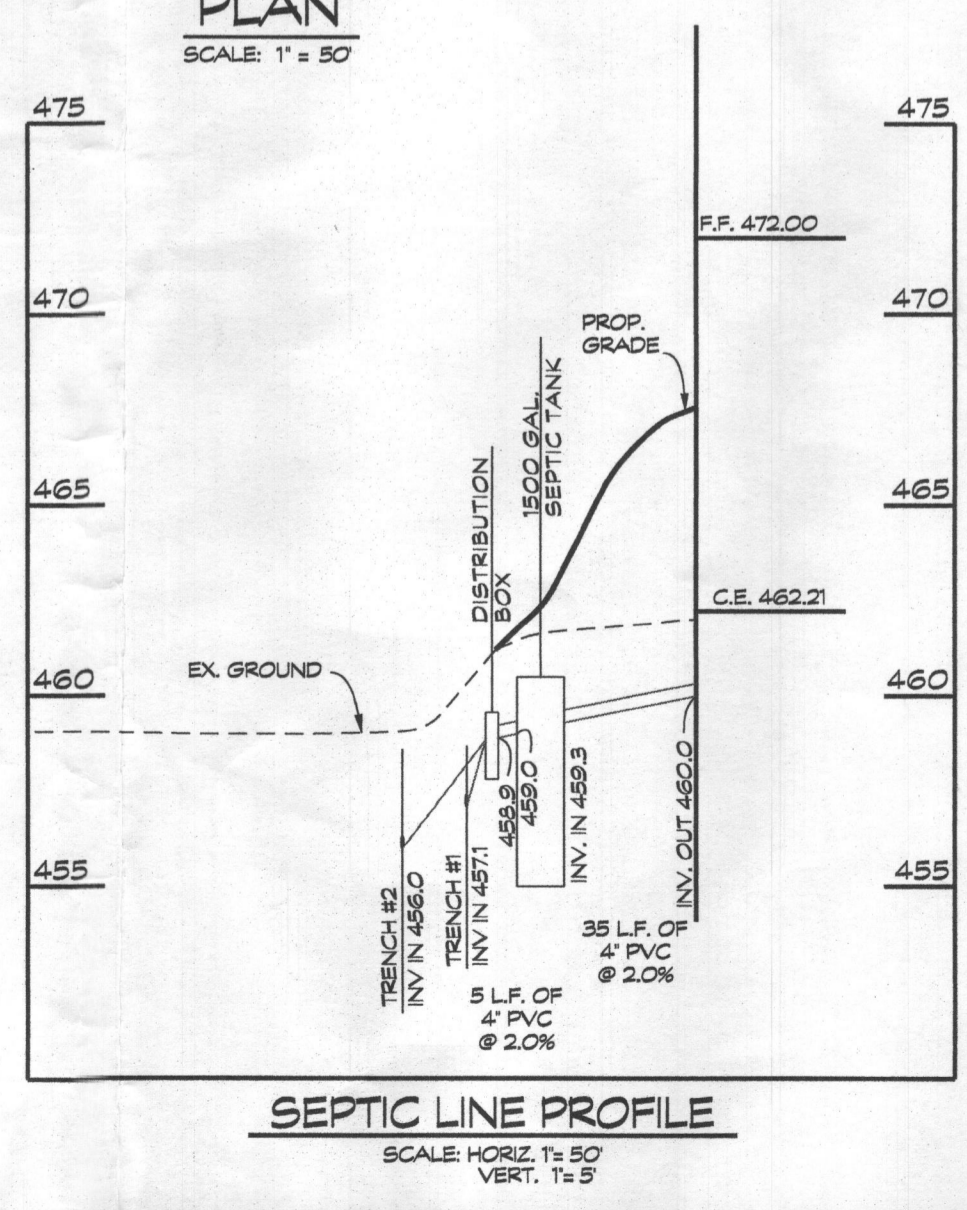 PLAN
SCALE: 1" = 50'
475
475
F.F. 472.00
470
470
PROP.
GRADE
1500 GAL.
SEPTIC TANK
465
465
DISTRIBUTION
BOX
C.E. 462.21
EX. GROUND
460
460
458.9
459.0
INV. IN 459.3
INV. OUT 460.0
455
455
TRENCH #2
INV IN 456.0
TRENCH #1
INV IN 457.1
35 L.F. OF
4" PVC
@ 2.0%
5 L.F. OF
4" PVC
@ 2.0%
SEPTIC LINE PROFILE
SCALE: HORIZ. 1"= 50'
VERT. 1"= 5'